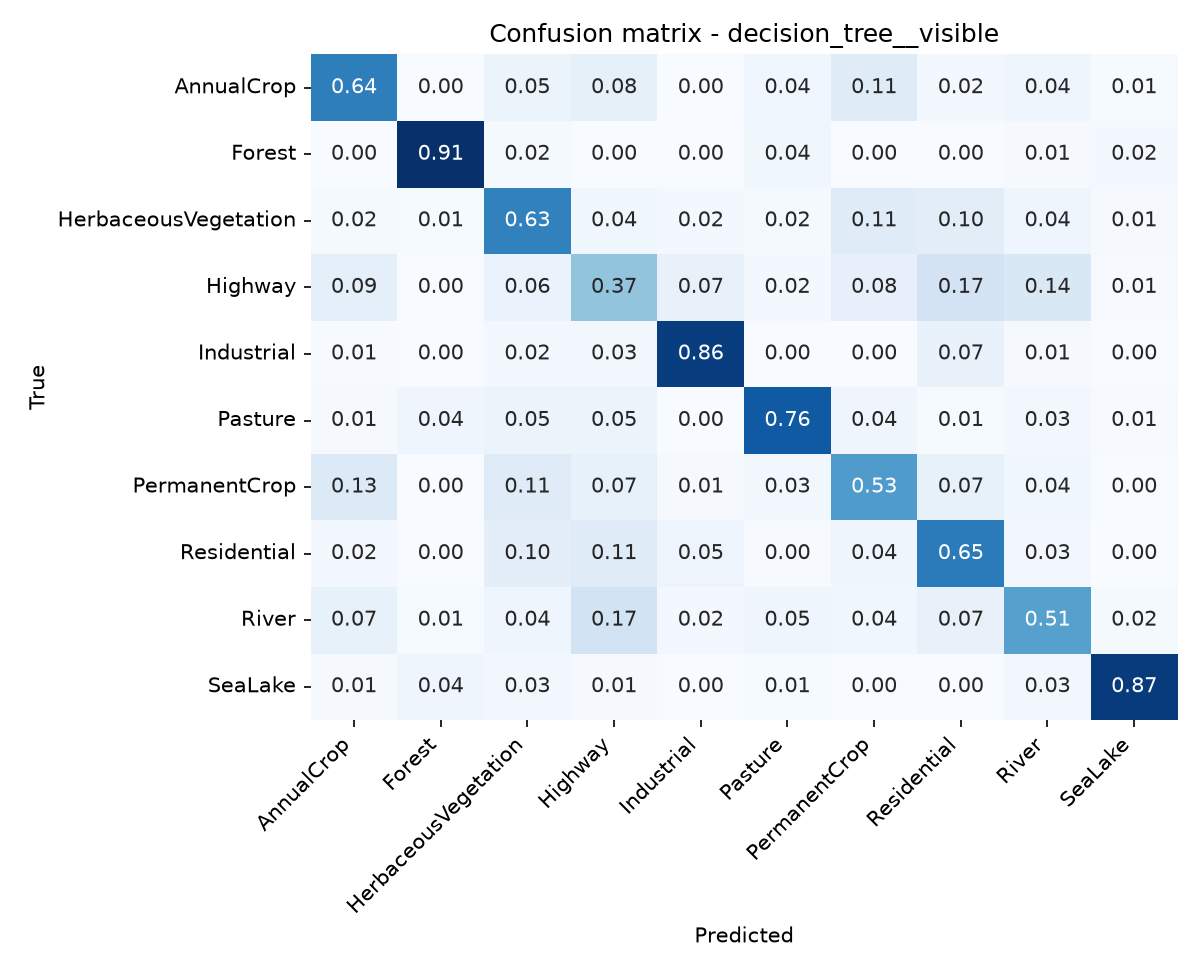 Confusion matrix - decision_tree__visible
True
AnnualCrop 0.64 0.00 0.05 0.08 0.00 0.04 0.11 0.02 0.04 0.01
Forest 0.00 0.91 0.02 0.00 0.00 0.04 0.00 0.00 0.01 0.02
HerbaceousVegetation 0.02 0.01 0.63 0.04 0.02 0.02 0.11 0.10 0.04 0.01
Highway 0.09 0.00 0.06 0.37 0.07 0.02 0.08 0.17 0.14 0.01
Industrial 0.01 0.00 0.02 0.03 0.86 0.00 0.00 0.07 0.01 0.00
Pasture 0.01 0.04 0.05 0.05 0.00 0.76 0.04 0.01 0.03 0.01
PermanentCrop 0.13 0.00 0.11 0.07 0.01 0.03 0.53 0.07 0.04 0.00
Residential 0.02 0.00 0.10 0.11 0.05 0.00 0.04 0.65 0.03 0.00
River 0.07 0.01 0.04 0.17 0.02 0.05 0.04 0.07 0.51 0.02
SeaLake 0.01 0.04 0.03 0.01 0.00 0.01 0.00 0.00 0.03 0.87
AnnualCrop Forest HerbaceousVegetation Highway Industrial Pasture PermanentCrop Residential River SeaLake
Predicted